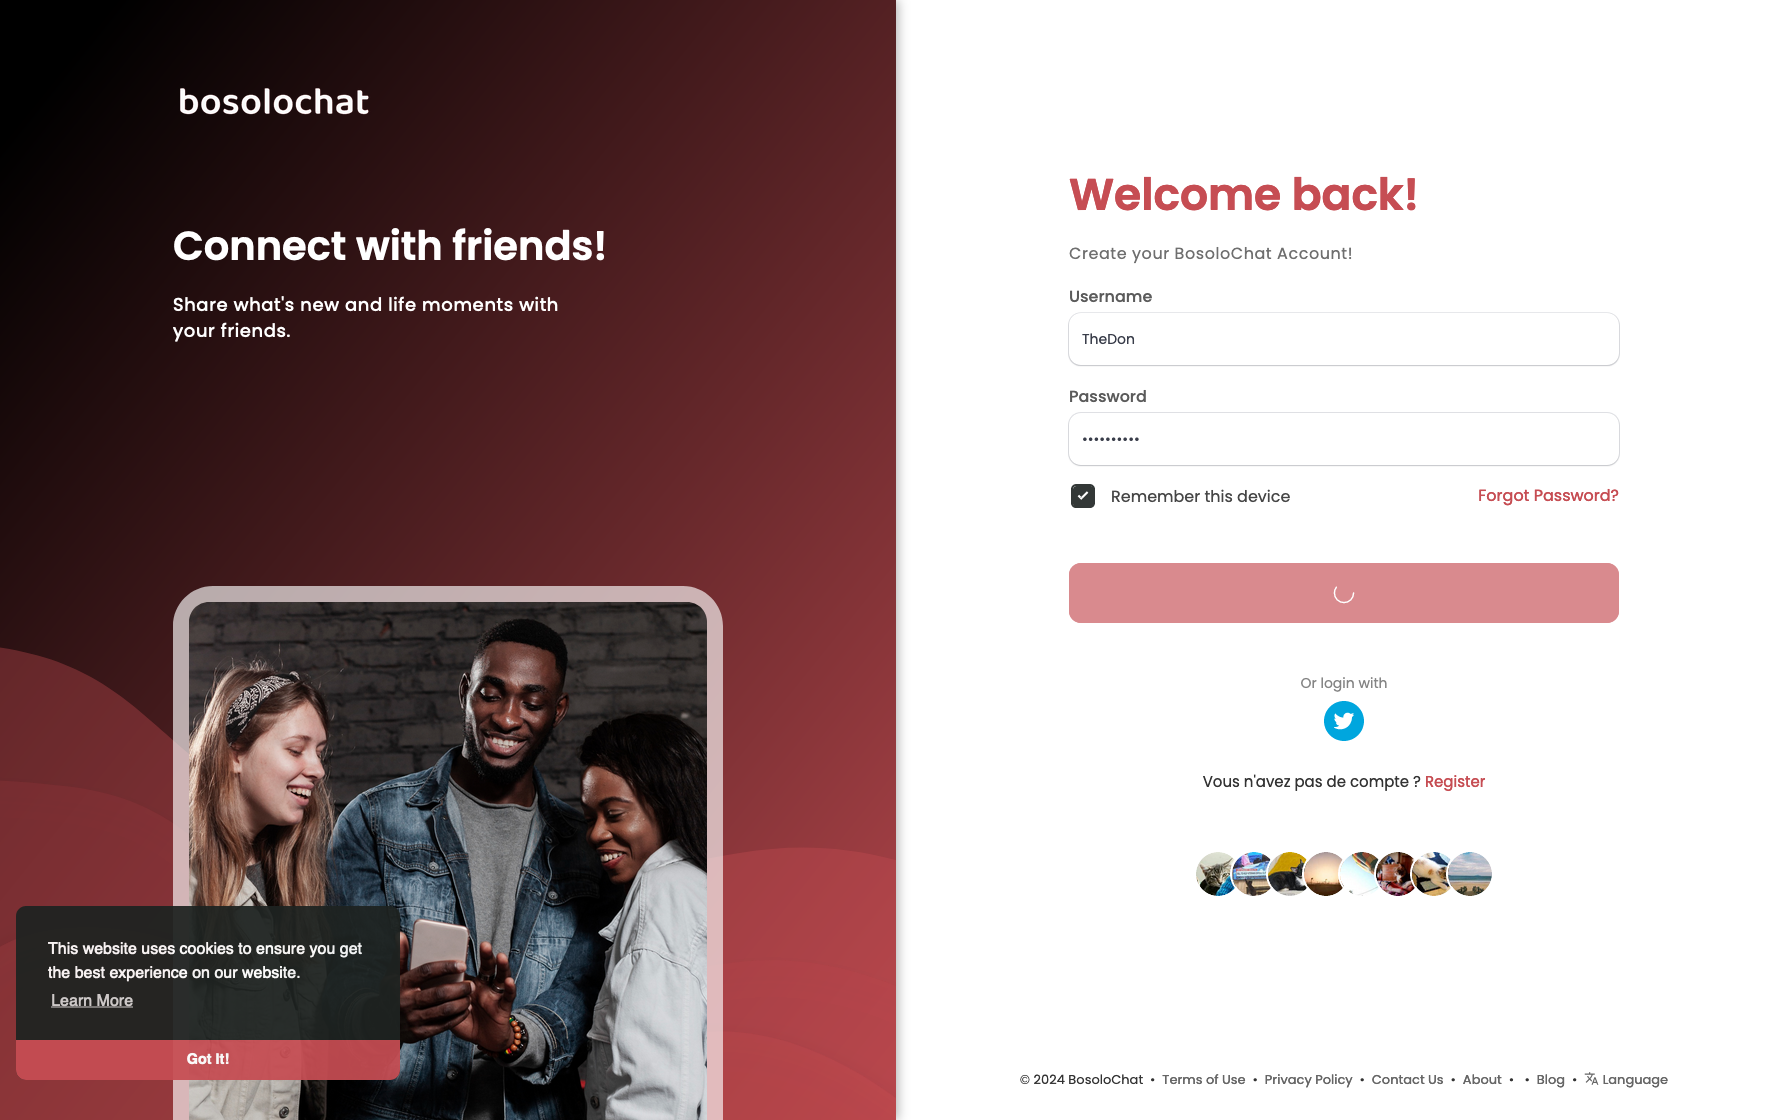 bosolochat
Connect with friends!
Share what's new and life moments with
your friends.
This website uses cookies to ensure you get
the best experience on our website.
Learn More
Got It!
Welcome back!
Create your BosoloChat Account!
Username
TheDon
Password
••••••••••
Remember this device
Forgot Password?
Or login with
Vous n'avez pas de compte ? Register
© 2024 BosoloChat • Terms of Use • Privacy Policy • Contact Us • About • • Blog • Language